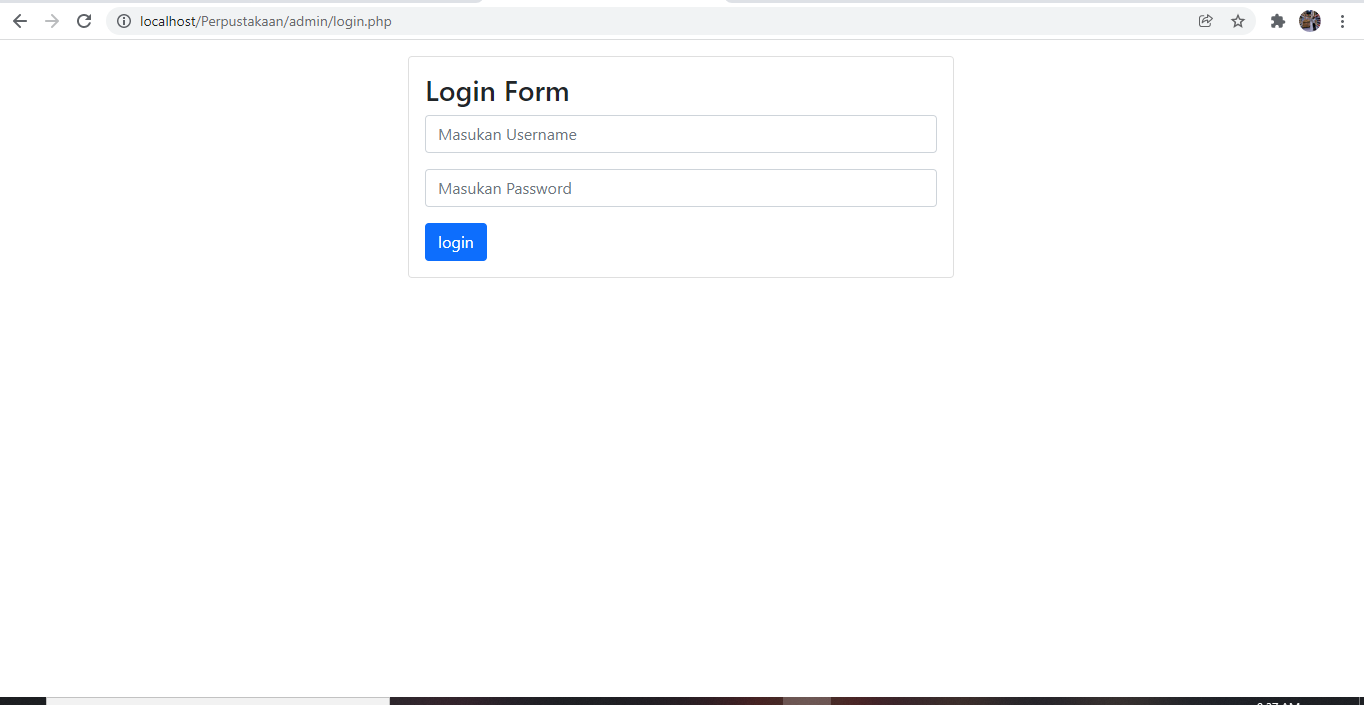 localhost/Perpustakaan/admin/login.php
Login Form
Masukan Username
Masukan Password
login